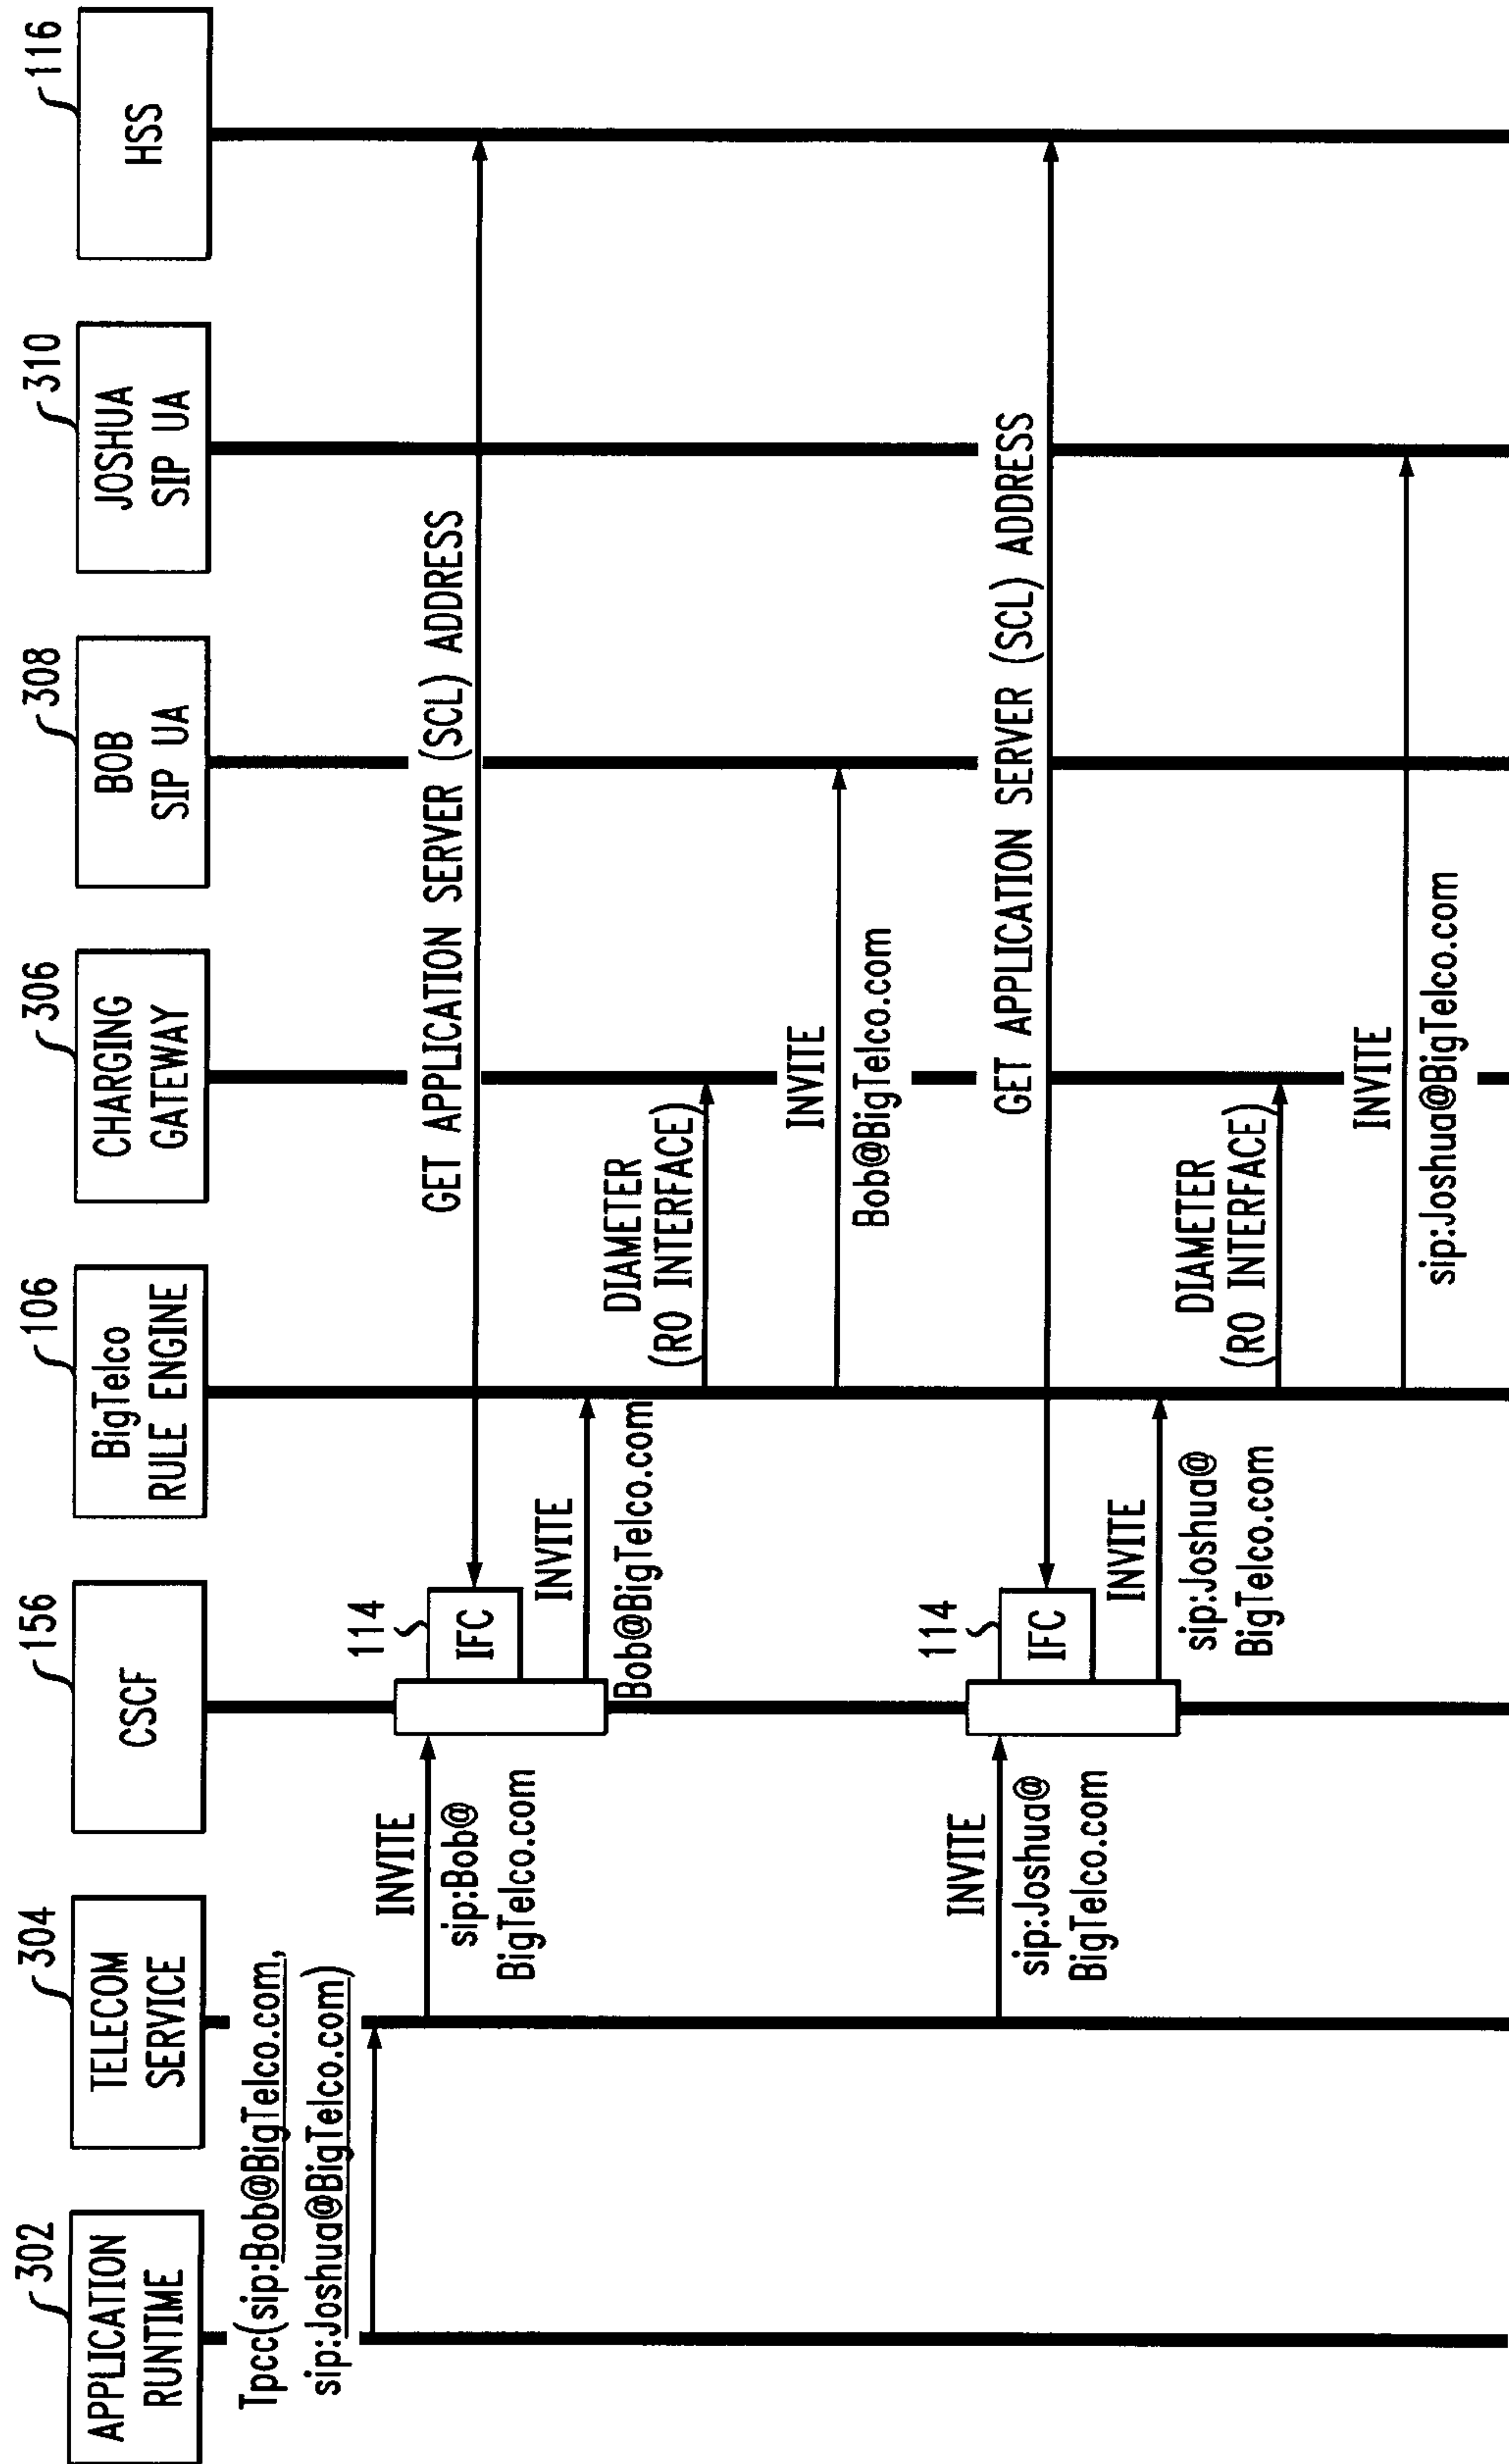 302
APPLICATION
RUNTIME
304
TELECOM
SERVICE
156
CSCF
106
BigTelco
RULE ENGINE
306
CHARGING
GATEWAY
308
BOB
SIP UA
310
JOSHUA
SIP UA
116
HSS
Tpcc(sip:Bob@BigTelco.com,
sip:Joshua@BigTelco.com)
INVITE
sip:Bob@
BigTelco.com
114
IFC
GET APPLICATION SERVER (SCL) ADDRESS
INVITE
Bob@BigTelco.com
DIAMETER
(RO INTERFACE)
INVITE
Bob@BigTelco.com
INVITE
sip:Joshua@
BigTelco.com
114
IFC
GET APPLICATION SERVER (SCL) ADDRESS
INVITE
sip:Joshua@
BigTelco.com
DIAMETER
(RO INTERFACE)
INVITE
sip:Joshua@BigTelco.com